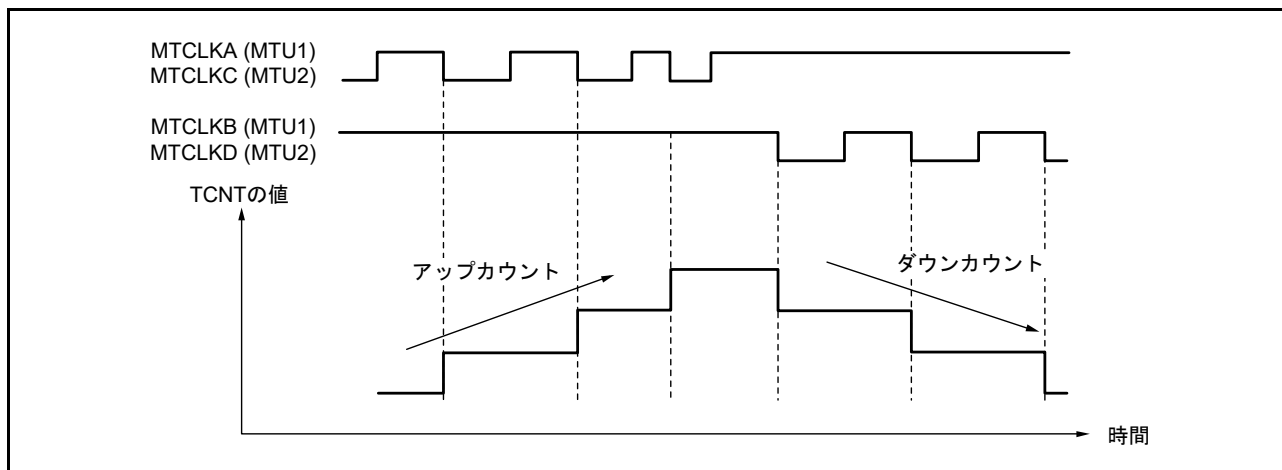 MTCLKA (MTU1)
MTCLKC (MTU2)
MTCLKB (MTU1)
MTCLKD (MTU2)
TCNTの値
アップカウント
ダウンカウント
時間